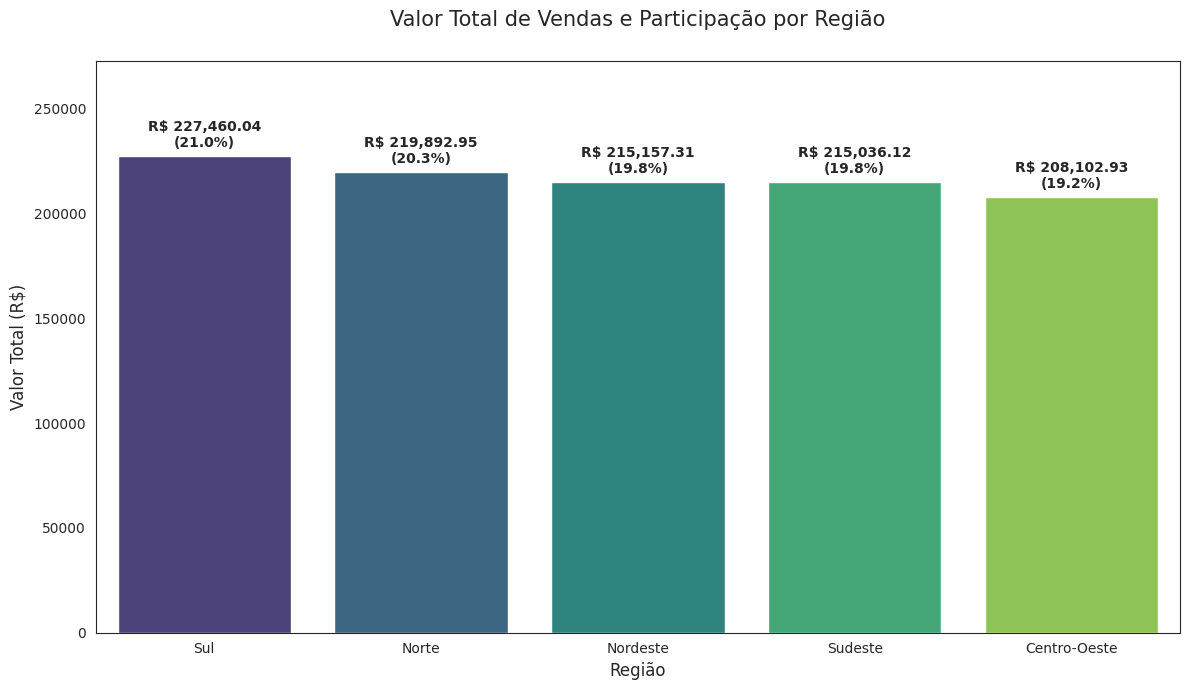 Valor Total de Vendas e Participação por Região
Valor Total (R$)
250000
200000
150000
100000
50000
0
R$ 227,460.04
(21.0%)
R$ 219,892.95
(20.3%)
R$ 215,157.31
(19.8%)
R$ 215,036.12
(19.8%)
R$ 208,102.93
(19.2%)
Sul
Norte
Nordeste
Sudeste
Centro-Oeste
Região